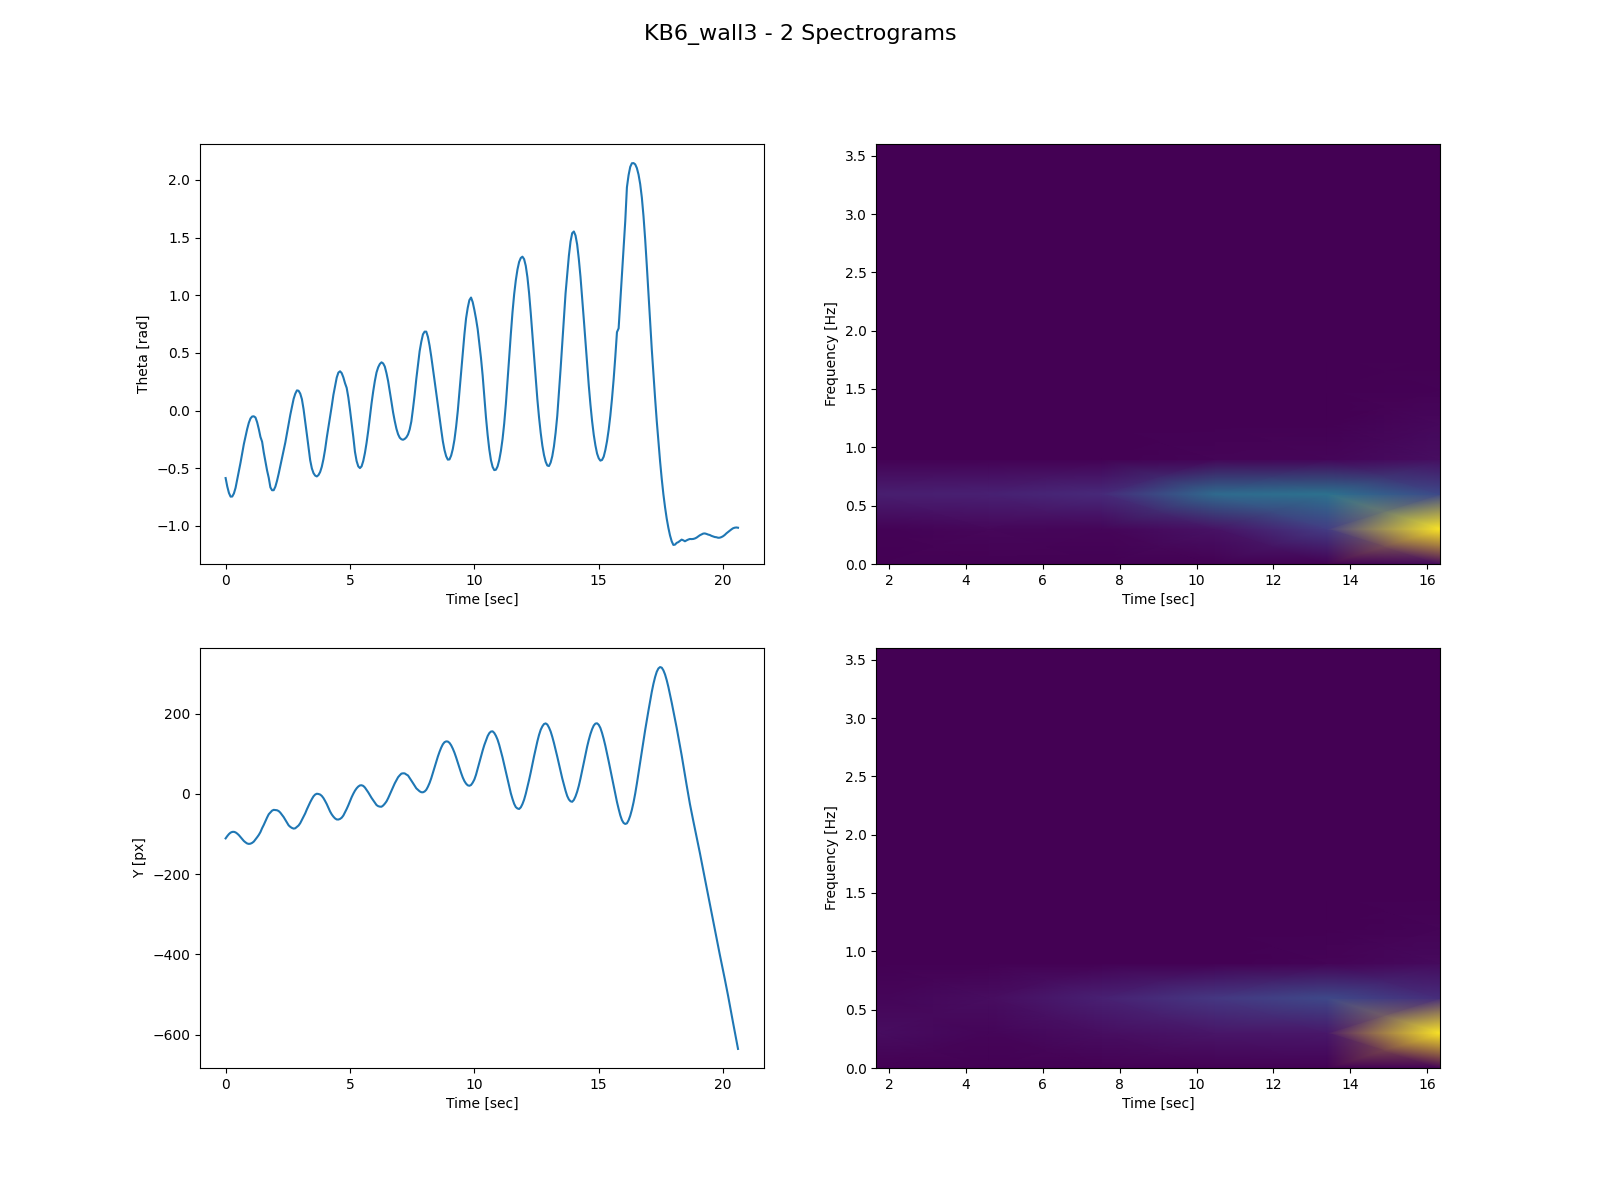 KB6_wall3 - 2 Spectrograms
Theta [rad]
2.0
1.5
1.0
0.5
0.0
−0.5
−1.0
0 5 10 15 20
Time [sec]
Frequency [Hz]
3.5
3.0
2.5
2.0
1.5
1.0
0.5
0.0
2 4 6 8 10 12 14 16
Time [sec]
Y [px]
200
0
−200
−400
−600
0 5 10 15 20
Time [sec]
Frequency [Hz]
3.5
3.0
2.5
2.0
1.5
1.0
0.5
0.0
2 4 6 8 10 12 14 16
Time [sec]